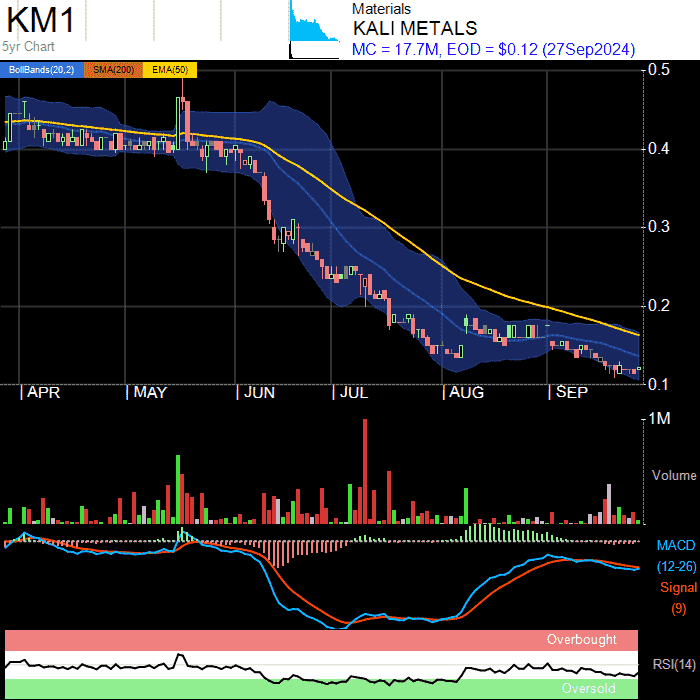 KM1
5yr Chart
Materials
KALI METALS
MC = 17.7M, EOD = $0.12 (27Sep2024)
BollBands(20,2) SMA(200) EMA(50)
0.5
0.4
0.3
0.2
0.1
APR MAY JUN JUL AUG SEP
1M
Volume
MACD
(12-26)
Signal
(9)
Overbought
RSI(14)
Oversold